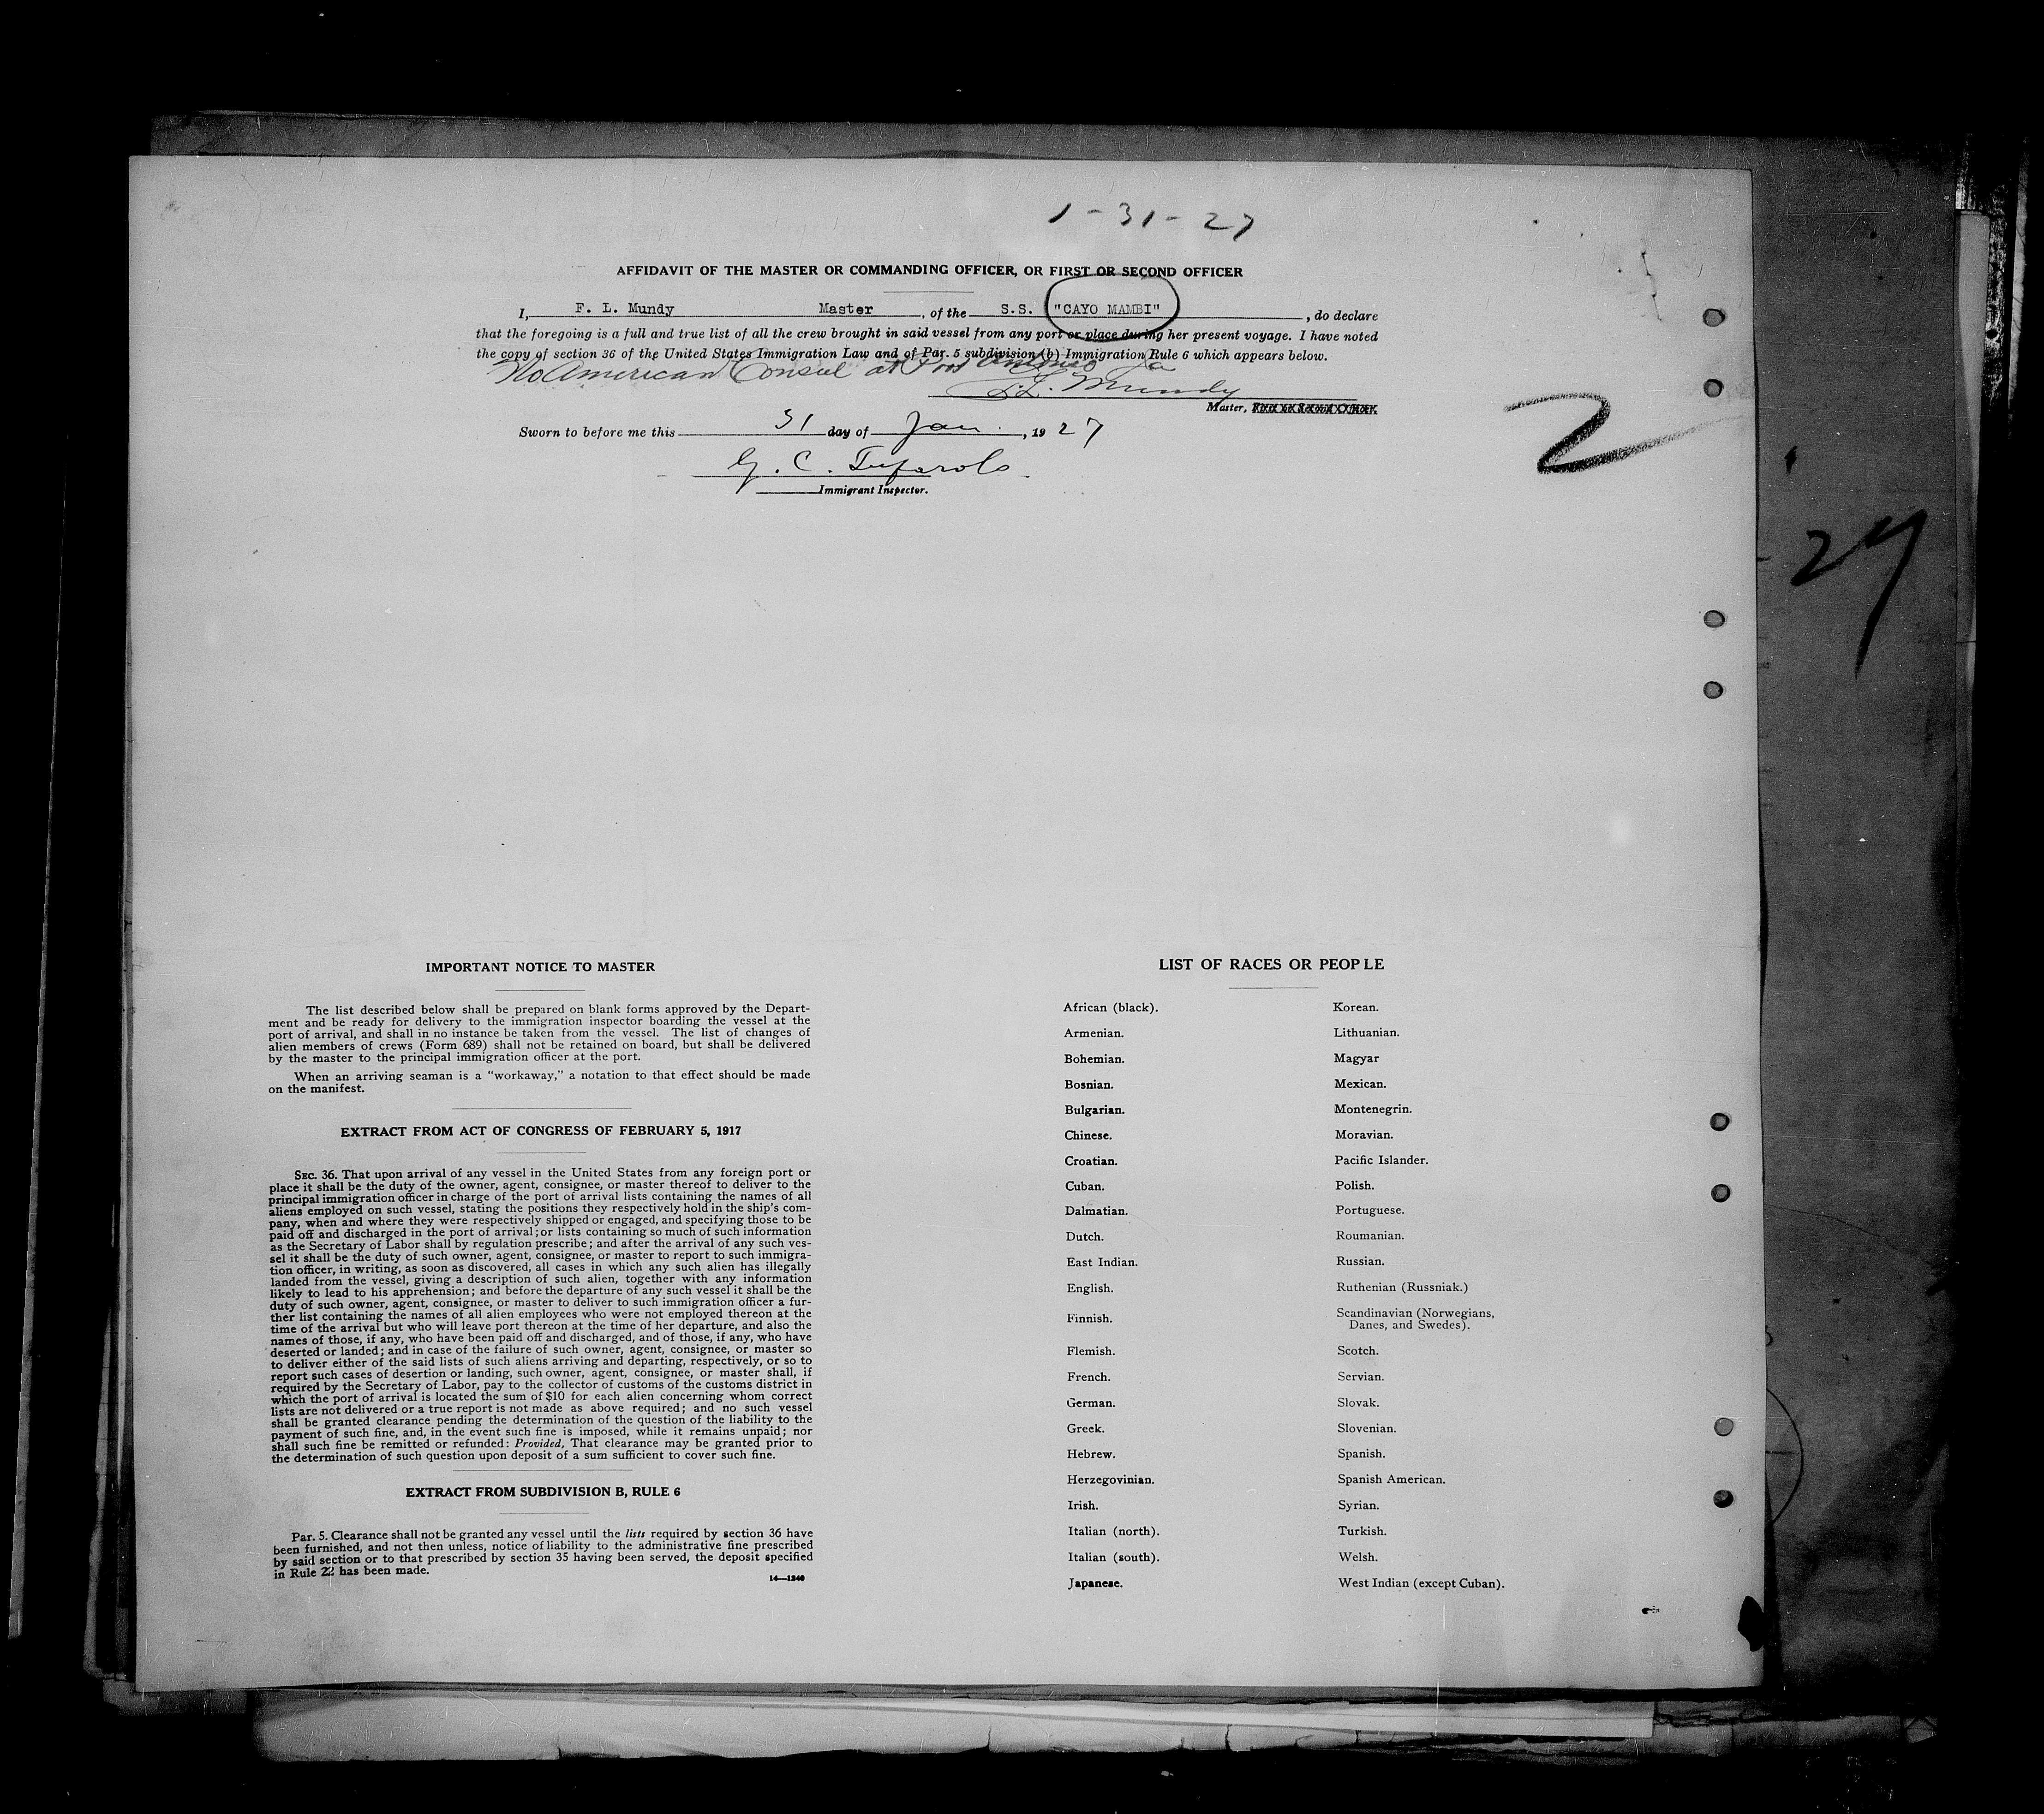 1-31-27
AFFIDAVIT OF THE MASTER OR COMMANDING OFFICER, OR FIRST OR SECOND OFFICER
I, F. L. Mundy Master, of the S.S. "CAYO MAMBI", do declare
that the foregoing is a full and true list of all the crew brought in said vessel from any port or place during her present voyage. I have noted
the copy of section 36 of the United States Immigration Law and of Par. 5 subdivision (b) Immigration Rule 6 which appears below.
No American Consul at Port Antonio Ja
F. L. Mundy
Master,
Sworn to before me this 31 day of Jan., 1927
G. C.
Immigrant Inspector.
2
27
IMPORTANT NOTICE TO MASTER
The list described below shall be prepared on blank forms approved by the Depart-
ment and be ready for delivery to the immigration inspector boarding the vessel at the
port of arrival, and shall in no instance be taken from the vessel. The list of changes of
alien members of crews (Form 689) shall not be retained on board, but shall be delivered
by the master to the principal immigration officer at the port.
When an arriving seaman is a "workaway," a notation to that effect should be made
on the manifest.
EXTRACT FROM ACT OF CONGRESS OF FEBRUARY 5, 1917
SEC. 36. That upon arrival of any vessel in the United States from any foreign port or
place it shall be the duty of the owner, agent, consignee, or master thereof to deliver to the
principal immigration officer in charge of the port of arrival lists containing the names of all
aliens employed on such vessel, stating the positions they respectively hold in the ship's com-
pany, when and where they were respectively shipped or engaged, and specifying those to be
paid off and discharged in the port of arrival; or lists containing so much of such information
as the Secretary of Labor shall by regulation prescribe; and after the arrival of any such ves-
sel it shall be the duty of such owner, agent, consignee, or master to report to such immigra-
tion officer, in writing, as soon as discovered, all cases in which any such alien has illegally
landed from the vessel, giving a description of such alien, together with any information
likely to lead to his apprehension; and before the departure of any such vessel it shall be the
duty of such owner, agent, consignee, or master to deliver to such immigration officer a fur-
ther list containing the names of all alien employees who were not employed thereon at the
time of the arrival but who will leave port thereon at the time of her departure, and also the
names of those, if any, who have been paid off and discharged, and of those, if any, who have
deserted or landed; and in case of the failure of such owner, agent, consignee, or master so
to deliver either of the said lists of such aliens arriving and departing, respectively, or so to
report such cases of desertion or landing, such owner, agent, consignee, or master shall, if
required by the Secretary of Labor, pay to the collector of customs of the customs district in
which the port of arrival is located the sum of $10 for each alien concerning whom correct
lists are not delivered or a true report is not made as above required; and no such vessel
shall be granted clearance pending the determination of the question of the liability to the
payment of such fine, and, in the event such fine is imposed, while it remains unpaid; nor
shall such fine be remitted or refunded: Provided, That clearance may be granted prior to
the determination of such question upon deposit of a sum sufficient to cover such fine.
EXTRACT FROM SUBDIVISION B, RULE 6
Par. 5. Clearance shall not be granted any vessel until the lists required by section 36 have
been furnished, and not then unless, notice of liability to the administrative fine prescribed
by said section or to that prescribed by section 35 having been served, the deposit specified
in Rule 22 has been made.
14—1240
LIST OF RACES OR PEOPLE
African (black).
Armenian.
Bohemian.
Bosnian.
Bulgarian.
Chinese.
Croatian.
Cuban.
Dalmatian.
Dutch.
East Indian.
English.
Finnish.
Flemish.
French.
German.
Greek.
Hebrew.
Herzegovinian.
Irish.
Italian (north).
Italian (south).
Japanese.
Korean.
Lithuanian.
Magyar
Mexican.
Montenegrin.
Moravian.
Pacific Islander.
Polish.
Portuguese.
Roumanian.
Russian.
Ruthenian (Russniak.)
Scandinavian (Norwegians,
Danes, and Swedes).
Scotch.
Servian.
Slovak.
Slovenian.
Spanish.
Spanish American.
Syrian.
Turkish.
Welsh.
West Indian (except Cuban).